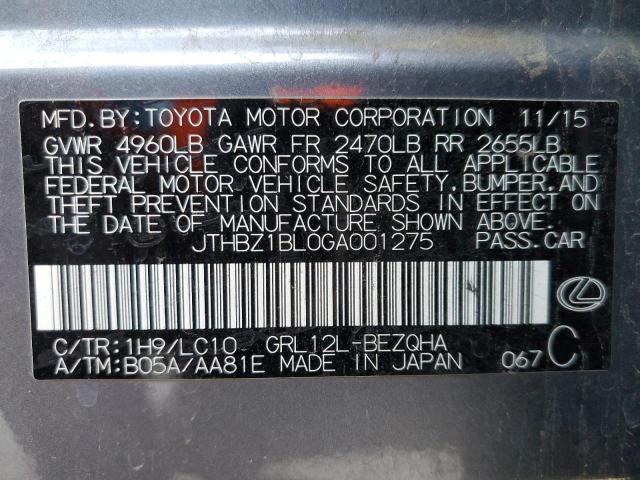 MFD.BY:TOYOTA MOTOR CORPORATION 11/15
GVWR 4960LB GAWR FR 2470LB RR 2655LB
THIS VEHICLE CONFORMS TO ALL APPLICABLE
FEDERAL MOTOR VEHICLE SAFETY.BUMPER.AND
THEFT PREVENTION STANDARDS IN EFFECT ON
THE DATE OF MANUFACTURE SHOWN ABOVE.
JTHBZ1BL0GA001275 PASS.CAR
C/TR:1H9/LC10 GRL12L-BEZQHA
A/TM:B05A/AA81E MADE IN JAPAN 067 C